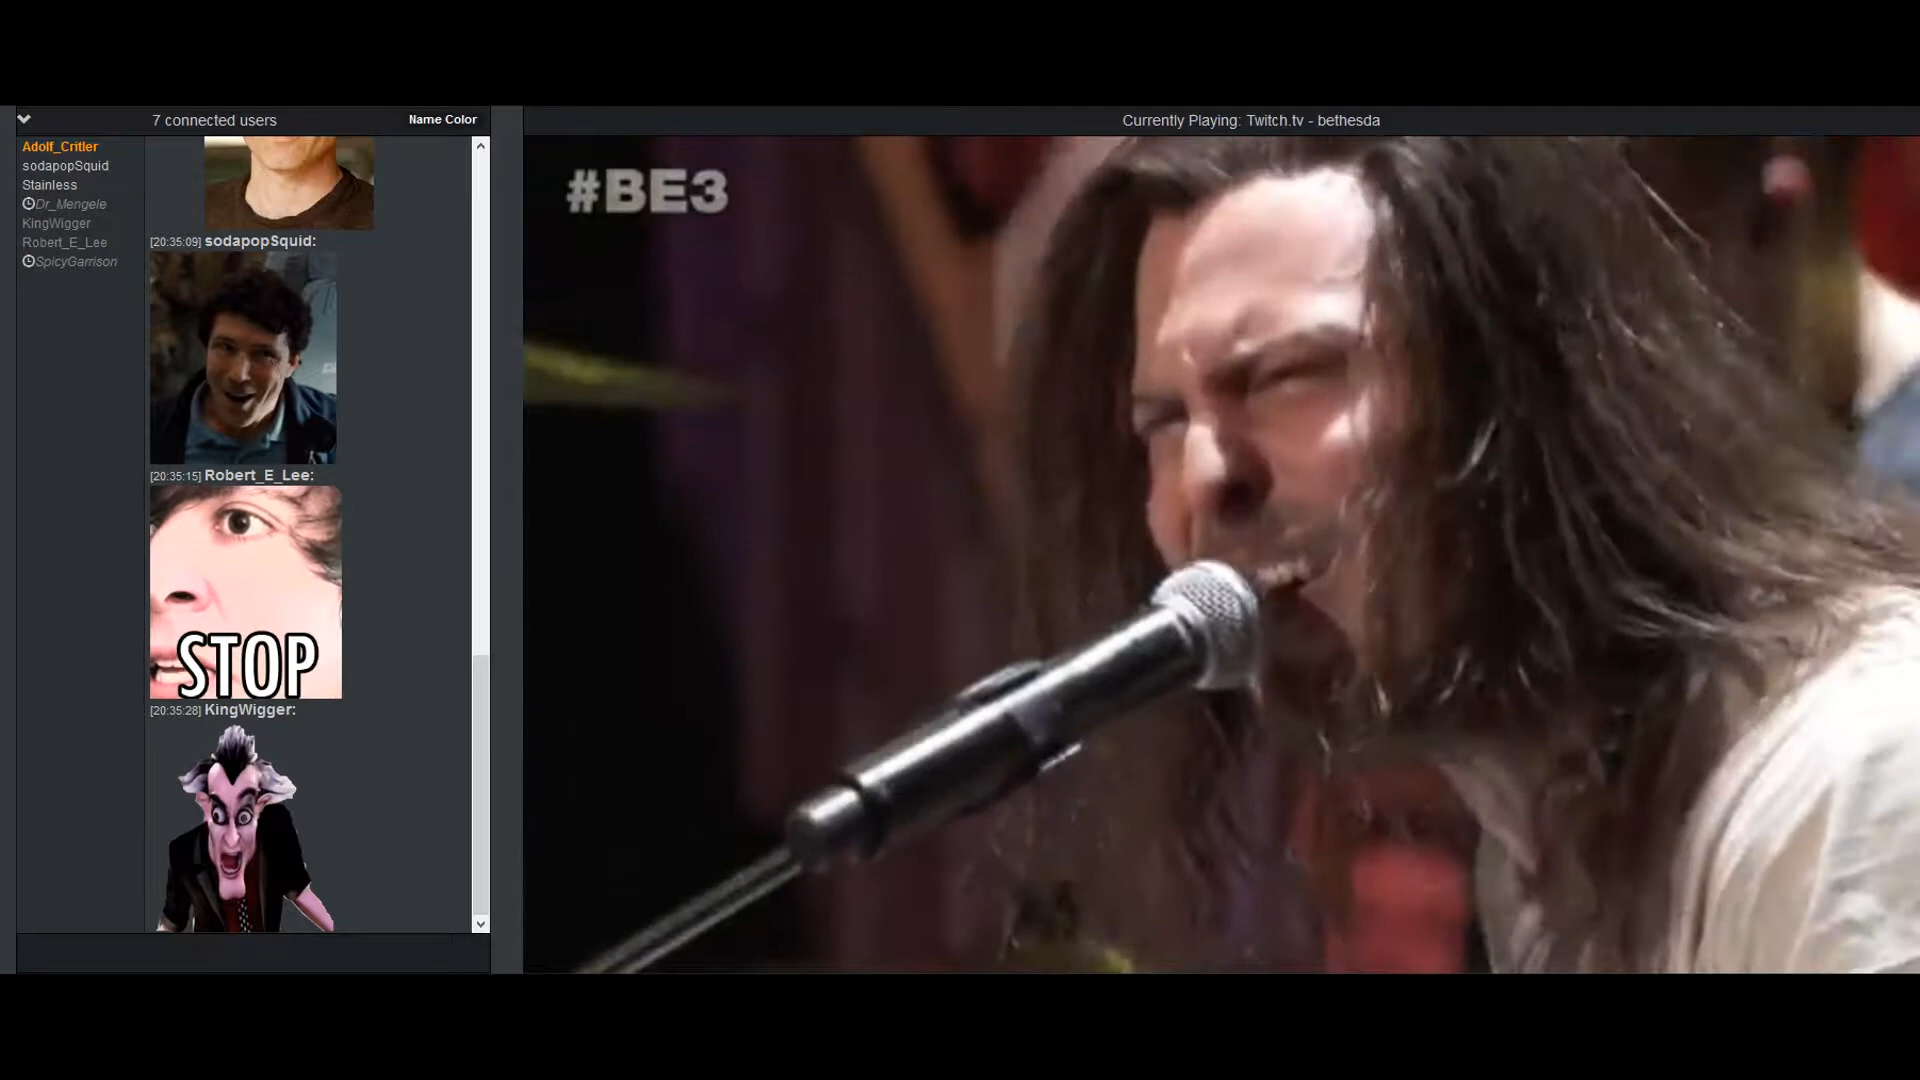 7 connected users
Name Color
Adolf_Critler
sodapopSquid
Stainless
Dr_Mengele
KingWigger
Robert_E_Lee
SpicyGarrison
[20:35:09] sodapopSquid:
[20:35:15] Robert_E_Lee:
STOP
[20:35:28] KingWigger:
Currently Playing: Twitch.tv - bethesda
#BE3